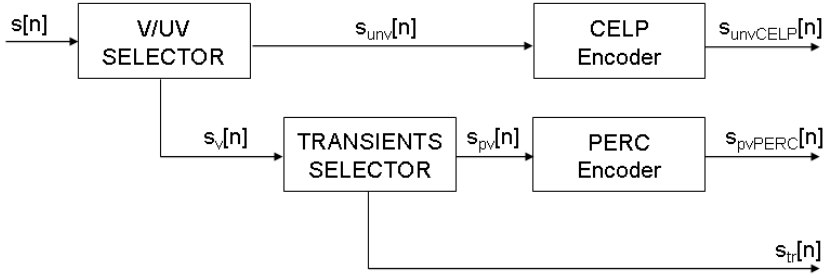 s[n]
V/UV
SELECTOR
s_unv[n]
CELP
Encoder
s_unvCELP[n]
s_v[n]
TRANSIENTS
SELECTOR
s_pv[n]
PERC
Encoder
s_pvPERC[n]
s_tr[n]